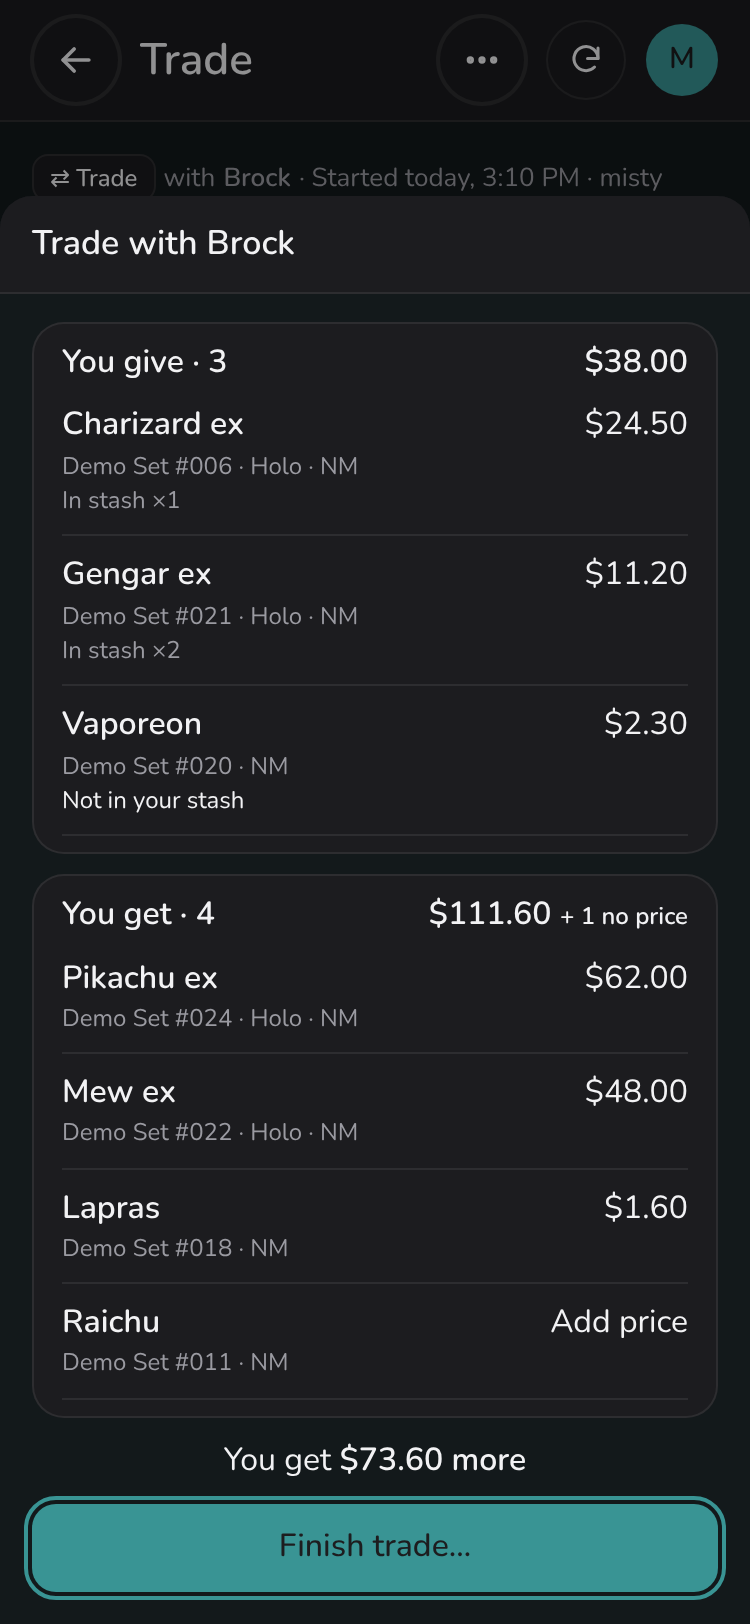 Trade
M
⇄ Trade with Brock · Started today, 3:10 PM · misty
Trade with Brock
You give · 3 $38.00
Charizard ex $24.50
Demo Set #006 · Holo · NM
In stash ×1
Gengar ex $11.20
Demo Set #021 · Holo · NM
In stash ×2
Vaporeon $2.30
Demo Set #020 · NM
Not in your stash
You get · 4 $111.60 + 1 no price
Pikachu ex $62.00
Demo Set #024 · Holo · NM
Mew ex $48.00
Demo Set #022 · Holo · NM
Lapras $1.60
Demo Set #018 · NM
Raichu Add price
Demo Set #011 · NM
You get $73.60 more
Finish trade...